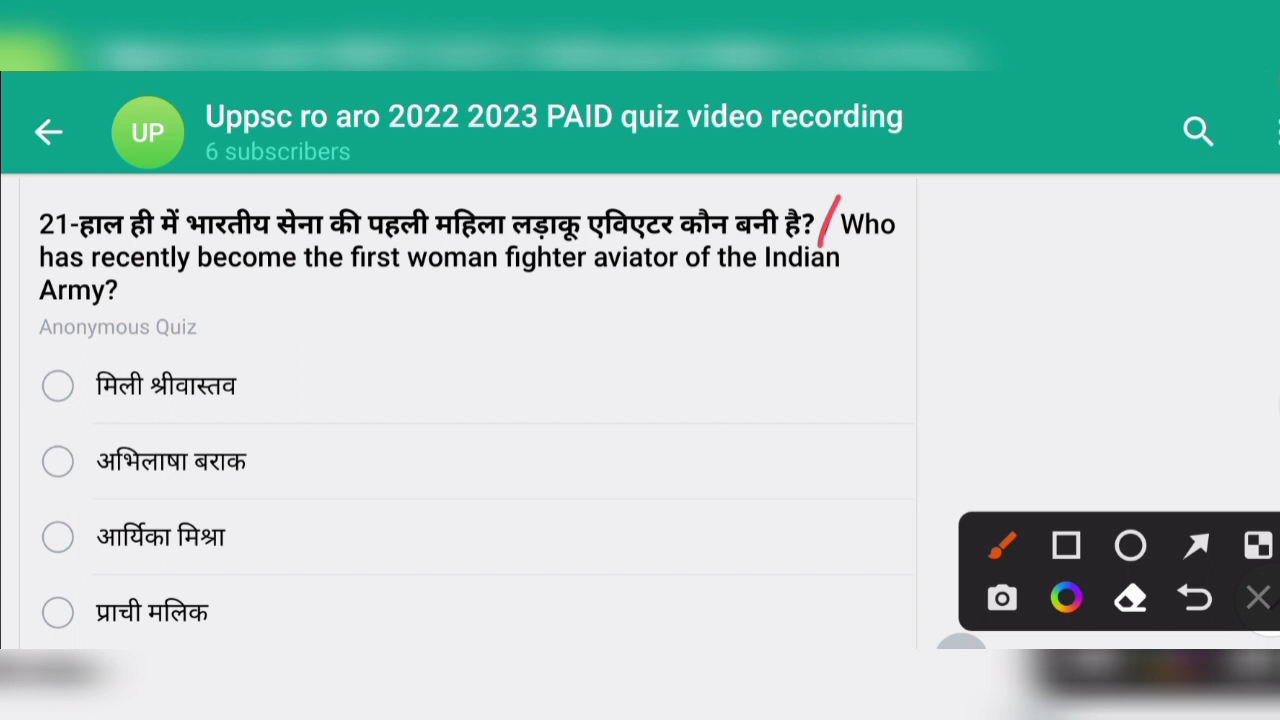 Uppsc ro aro 2022 2023 PAID quiz video recording
UP
6 subscribers
21-हाल ही में भारतीय सेना की पहली महिला लड़ाकू एविएटर कौन बनी है? / Who
has recently become the first woman fighter aviator of the Indian
Army?
Anonymous Quiz
मिली श्रीवास्तव
अभिलाषा बराक
आर्यिका मिश्रा
प्राची मलिक